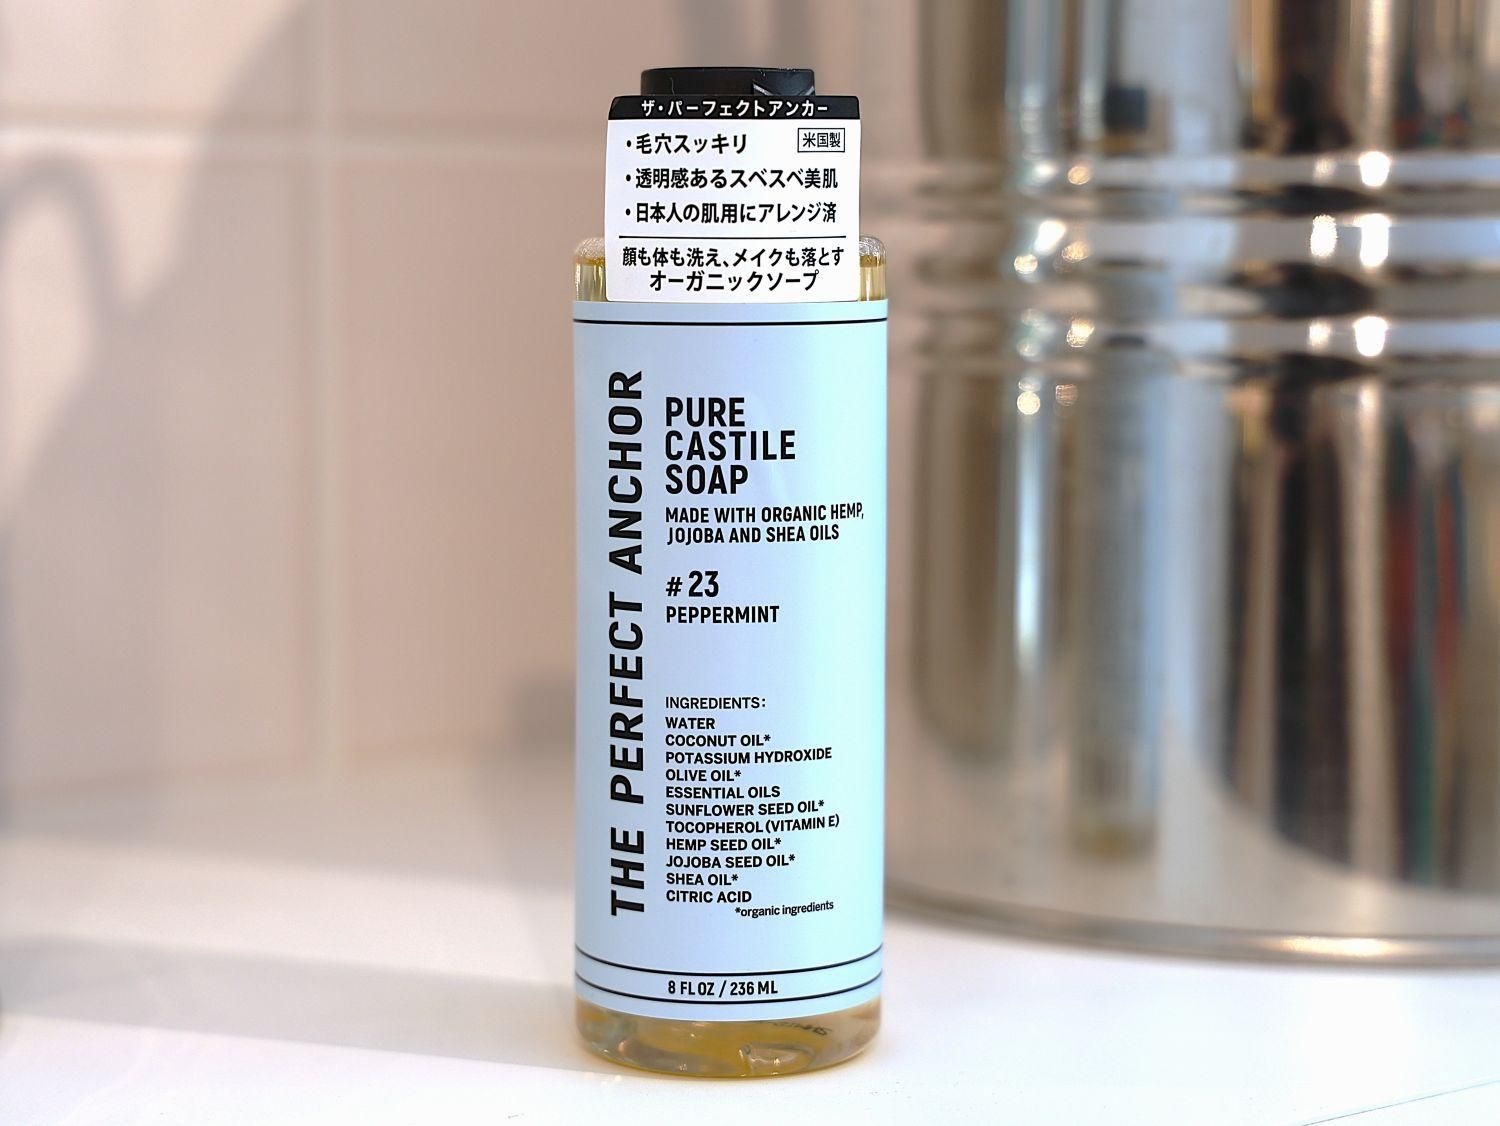 ザ・パーフェクトアンカー
・毛穴スッキリ
米国製
・透明感あるスベスベ美肌
・日本人の肌用にアレンジ済
顔も体も洗え、メイクも落とす
オーガニックソープ
THE PERFECT ANCHOR
PURE
CASTILE
SOAP
MADE WITH ORGANIC HEMP,
JOJOBA AND SHEA OILS
# 23
PEPPERMINT
INGREDIENTS:
WATER
COCONUT OIL*
POTASSIUM HYDROXIDE
OLIVE OIL*
ESSENTIAL OILS
SUNFLOWER SEED OIL*
TOCOPHEROL (VITAMIN E)
HEMP SEED OIL*
JOJOBA SEED OIL*
SHEA OIL*
CITRIC ACID
*organic ingredients
8 FL OZ / 236 ML